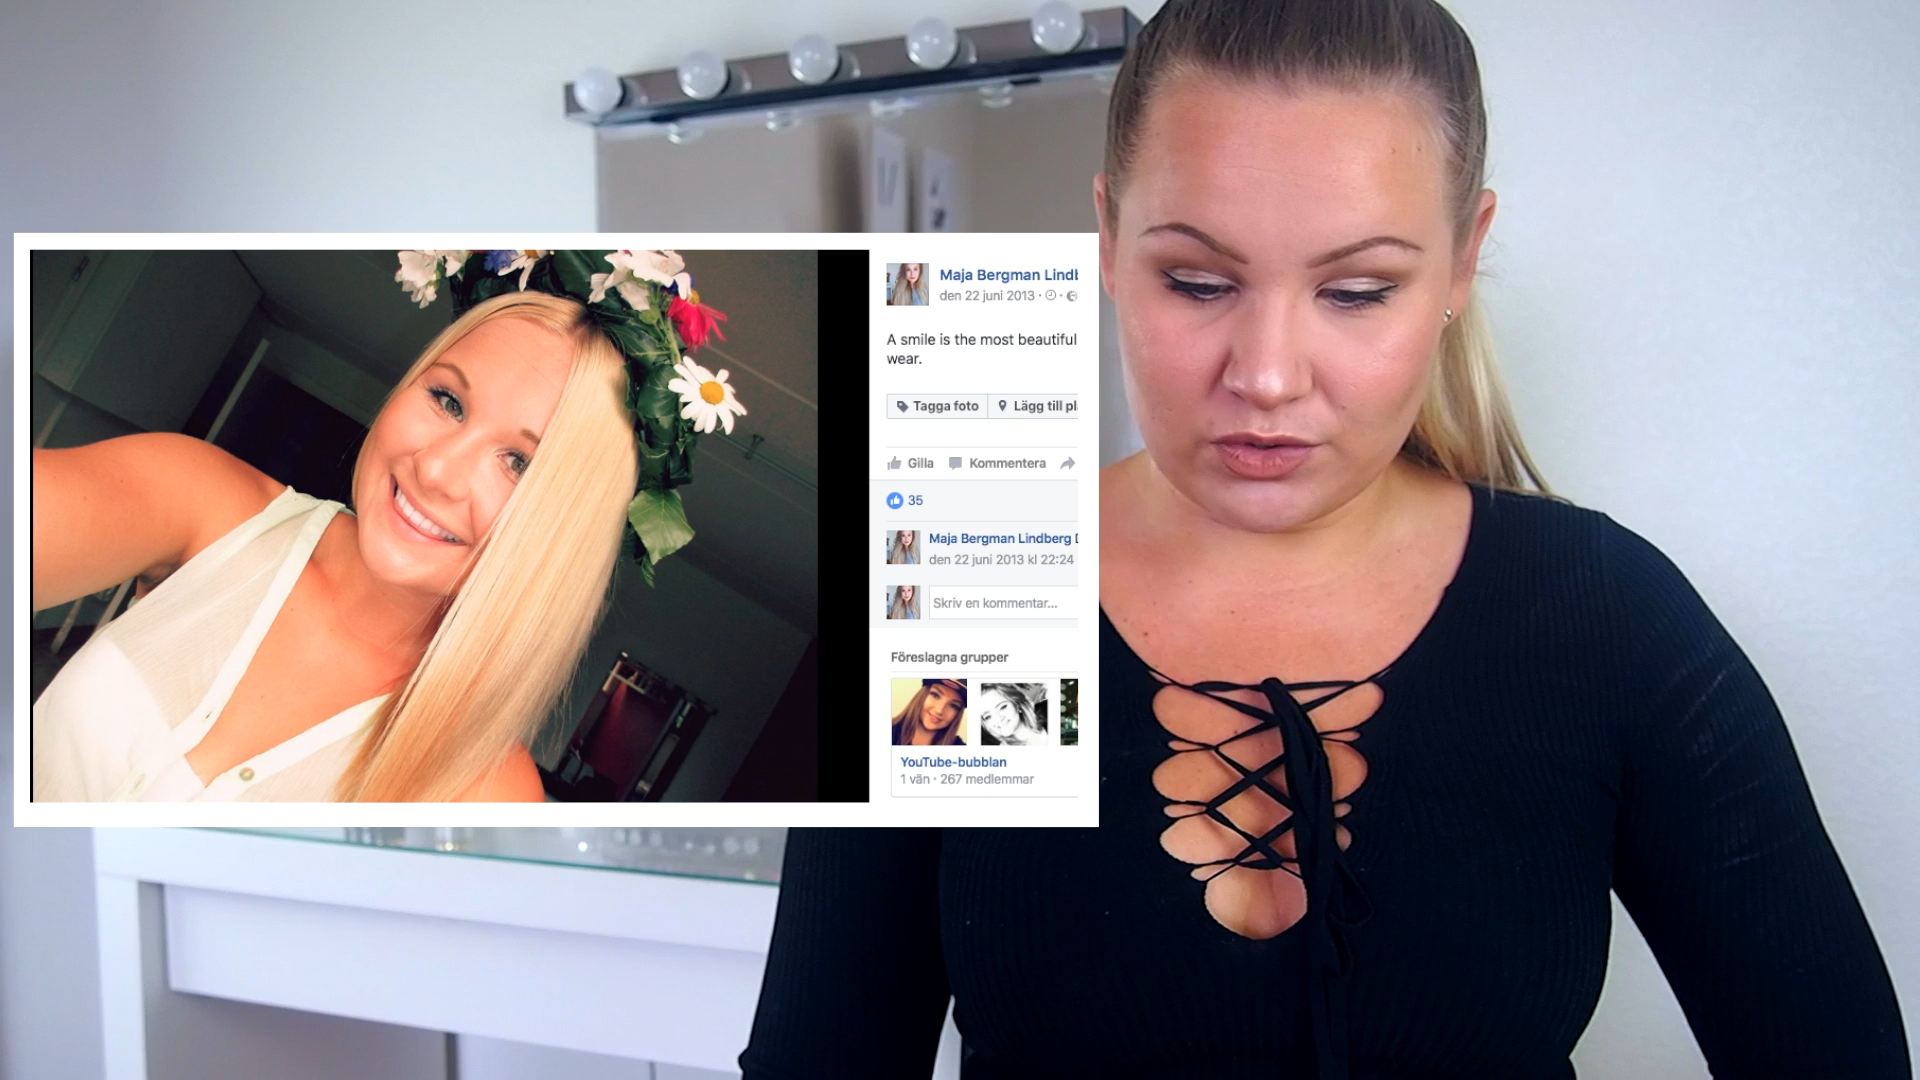 Maja Bergman
den 22 juni 2013
A smile is the most beautiful
wear.
Tagga foto
Lägg till
Gilla Kommentera
35
Maja Bergman Lindberg
den 22 juni 2013 kl 22:24
Skriv en kommentar...
Föreslagna grupper
YouTube-bubblan
1 vän · 267 medlemmar